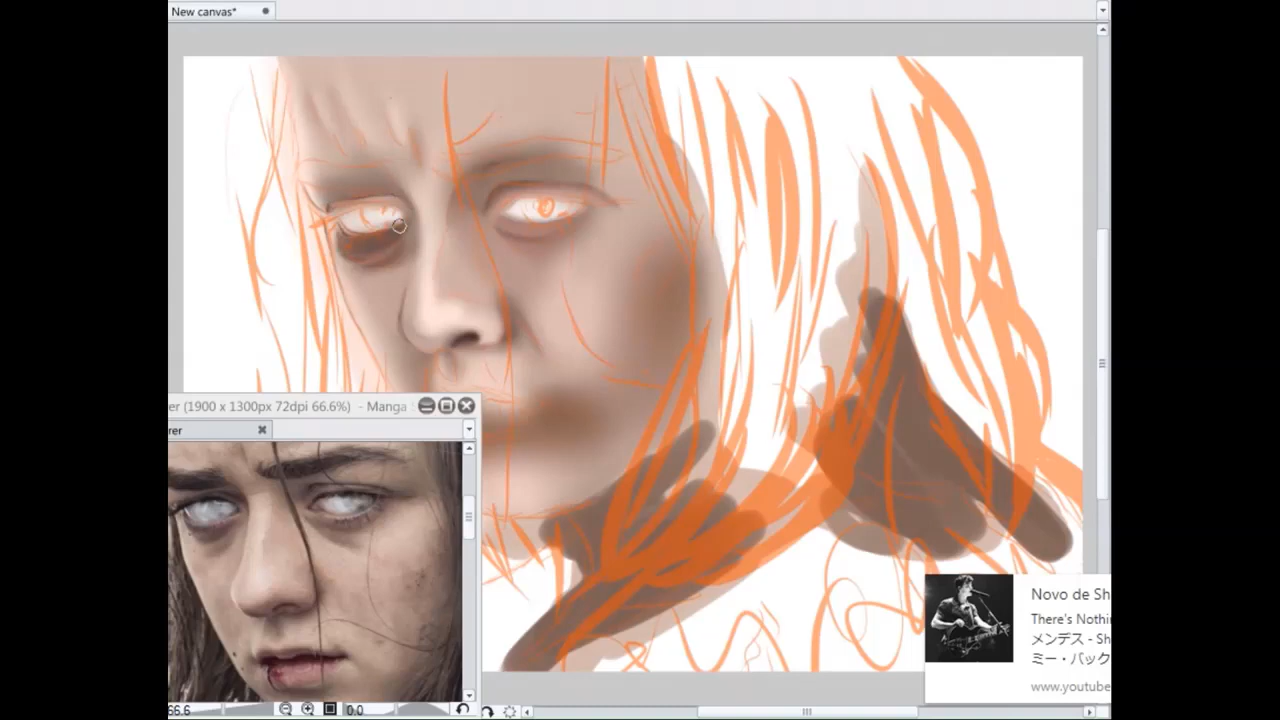 New canvas*
er (1900 x 1300px 72dpi 66.6%) - Manga
rer
66.6
0.0
Novo de Sh
There's Nothi
メンデス - Sh
ミー・バック
www.youtube